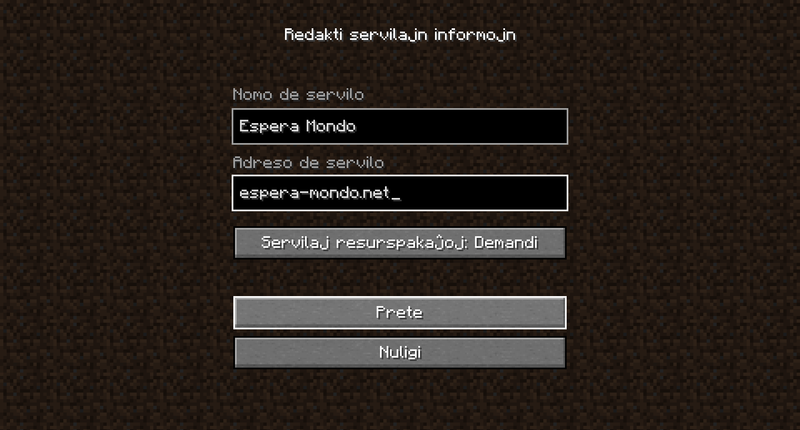 Redakti servilajn informojn
Nomo de servilo
Espera Mondo
Adreso de servilo
espera-mondo.net_
Servilaj resurspakaĵoj: Demandi
Prete
Nuligi